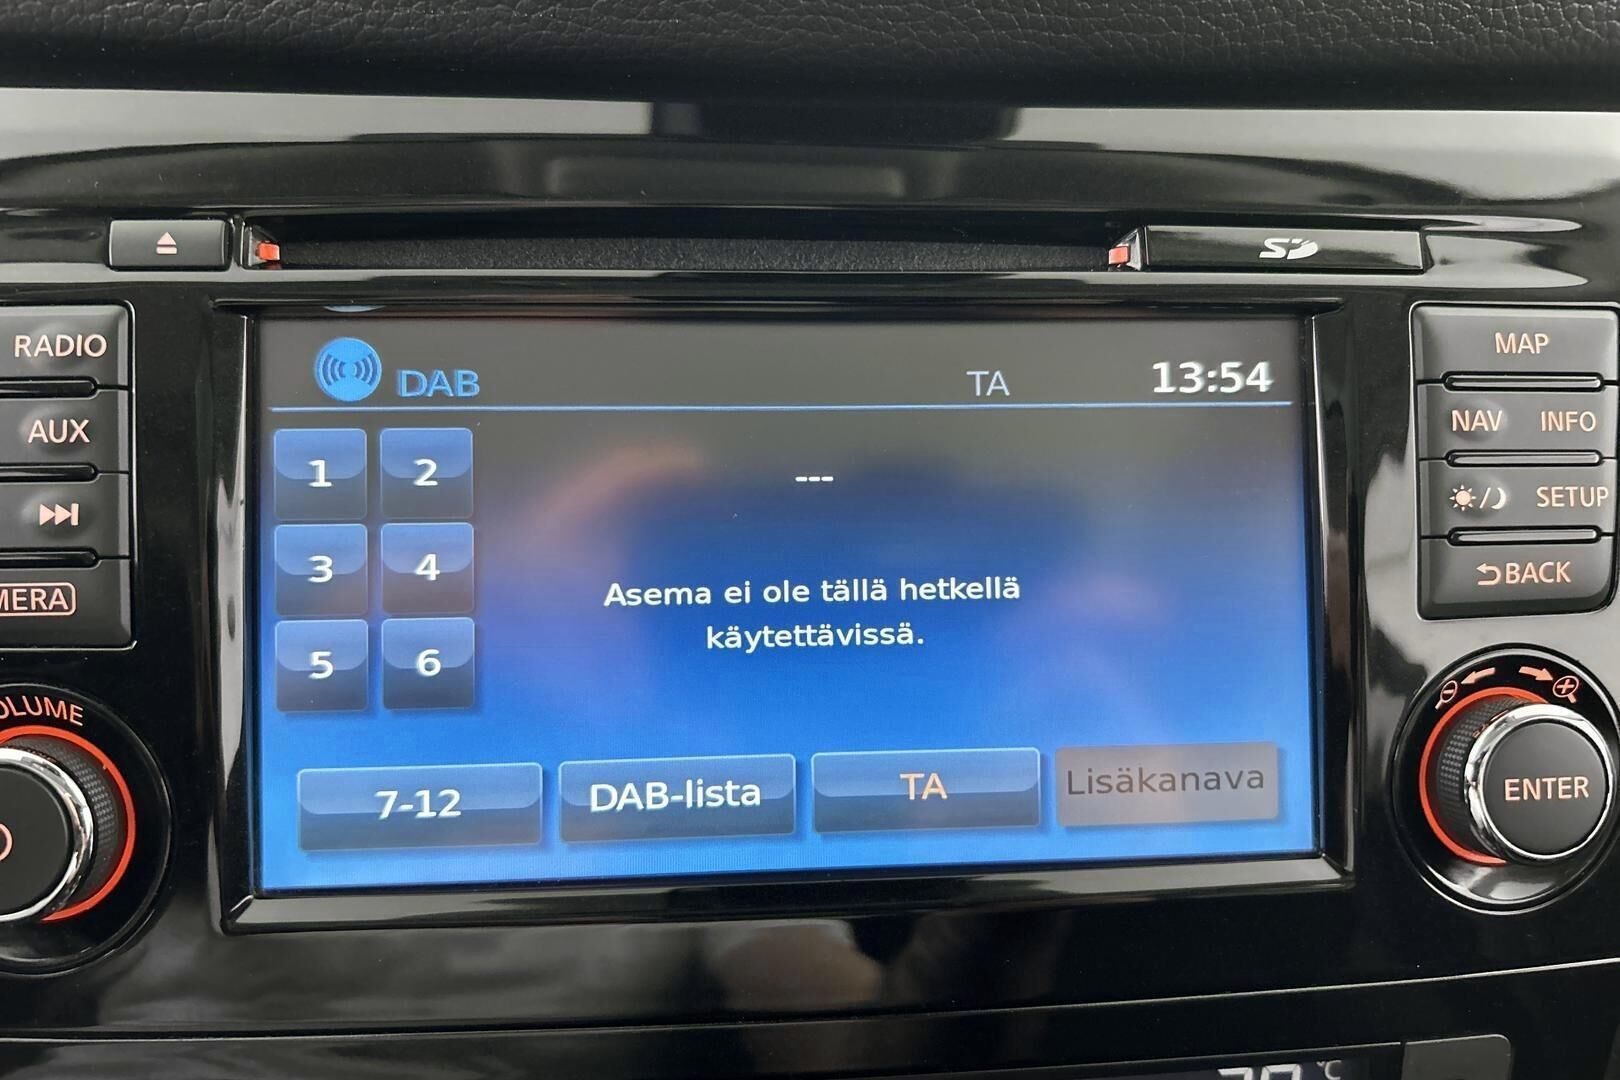 SD
RADIO
AUX
MERA
OLUME
DAB
TA
13:54
1
2
3
4
5
6
---
Asema ei ole tällä hetkellä
käytettävissä.
7-12
DAB-lista
TA
Lisäkanava
MAP
NAV
INFO
SETUP
BACK
ENTER
°C